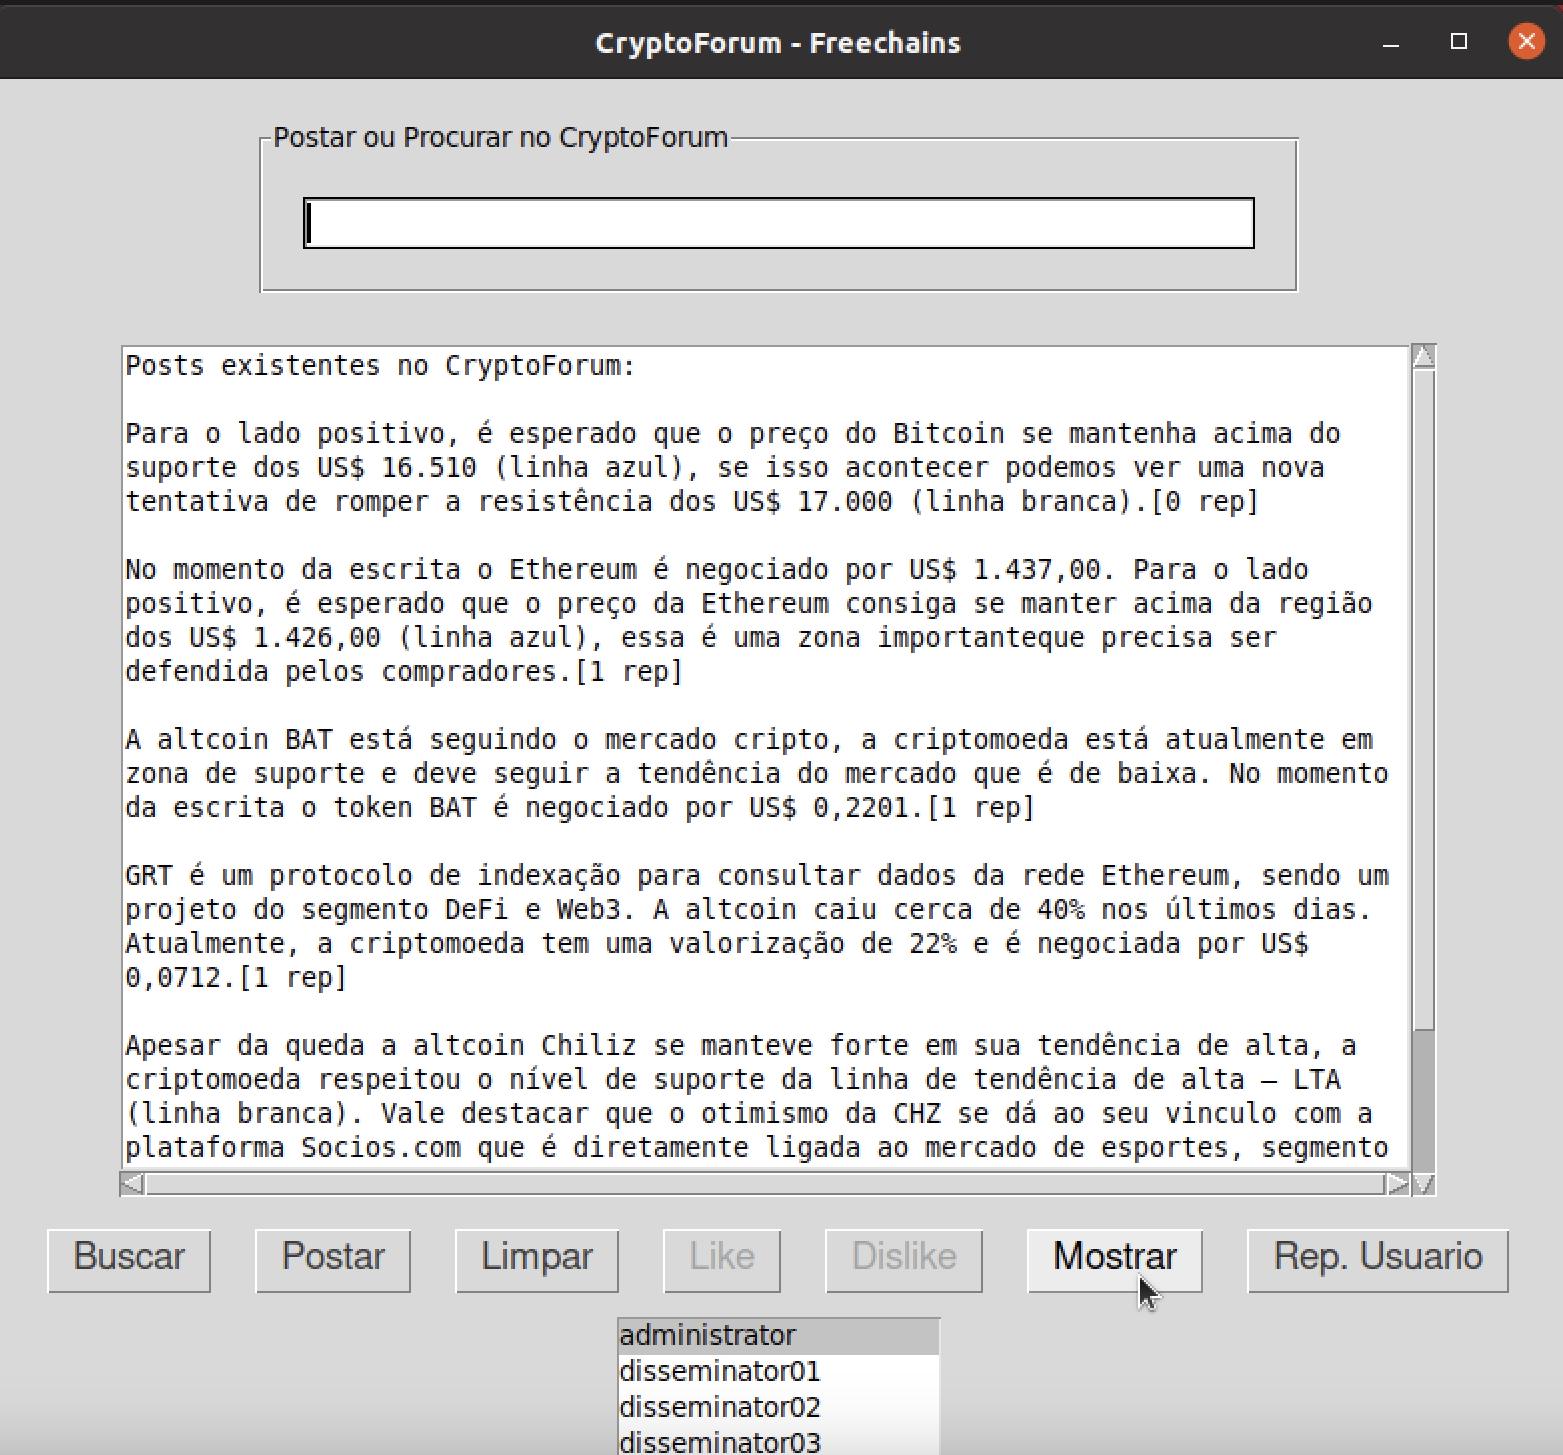 CryptoForum - Freechains
Postar ou Procurar no CryptoForum
Posts existentes no CryptoForum:
Para o lado positivo, é esperado que o preço do Bitcoin se mantenha acima do
suporte dos US$ 16.510 (linha azul), se isso acontecer podemos ver uma nova
tentativa de romper a resistência dos US$ 17.000 (linha branca).[0 rep]
No momento da escrita o Ethereum é negociado por US$ 1.437,00. Para o lado
positivo, é esperado que o preço da Ethereum consiga se manter acima da região
dos US$ 1.426,00 (linha azul), essa é uma zona importanteque precisa ser
defendida pelos compradores.[1 rep]
A altcoin BAT está seguindo o mercado cripto, a criptomoeda está atualmente em
zona de suporte e deve seguir a tendência do mercado que é de baixa. No momento
da escrita o token BAT é negociado por US$ 0,2201.[1 rep]
GRT é um protocolo de indexação para consultar dados da rede Ethereum, sendo um
projeto do segmento DeFi e Web3. A altcoin caiu cerca de 40% nos últimos dias.
Atualmente, a criptomoeda tem uma valorização de 22% e é negociada por US$
0,0712.[1 rep]
Apesar da queda a altcoin Chiliz se manteve forte em sua tendência de alta, a
criptomoeda respeitou o nível de suporte da linha de tendência de alta – LTA
(linha branca). Vale destacar que o otimismo da CHZ se dá ao seu vinculo com a
plataforma Socios.com que é diretamente ligada ao mercado de esportes, segmento
Buscar Postar Limpar Like Dislike Mostrar Rep. Usuario
administrator
disseminator01
disseminator02
disseminator03